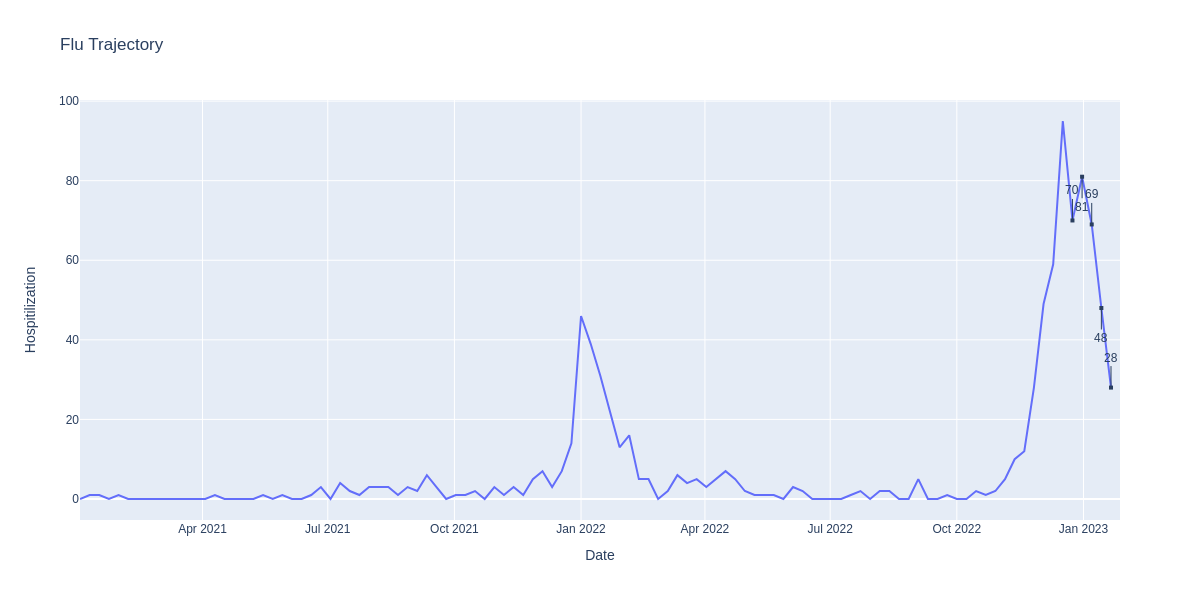 Flu Trajectory
100
80
60
40
20
0
Hospitilization
70
81
69
48
28
Apr 2021
Jul 2021
Oct 2021
Jan 2022
Apr 2022
Jul 2022
Oct 2022
Jan 2023
Date